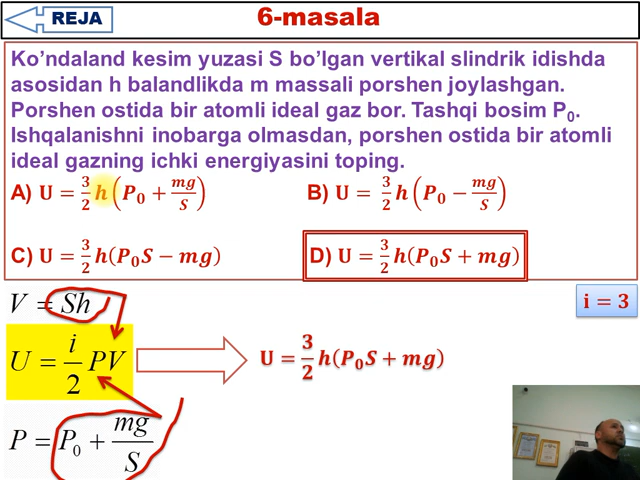 REJA
6-masala
Ko’ndaland kesim yuzasi S bo’lgan vertikal slindrik idishda
asosidan h balandlikda m massali porshen joylashgan.
Porshen ostida bir atomli ideal gaz bor. Tashqi bosim P₀.
Ishqalanishni inobarga olmasdan, porshen ostida bir atomli
ideal gazning ichki energiyasini toping.
A) U = 3/2 h (P₀ + mg/S) B) U = 3/2 h (P₀ − mg/S)
C) U = 3/2 h(P₀S − mg) D) U = 3/2 h(P₀S + mg)
V = Sh i = 3
U = i/2 PV U = 3/2 h(P₀S + mg)
P = P₀ + mg/S